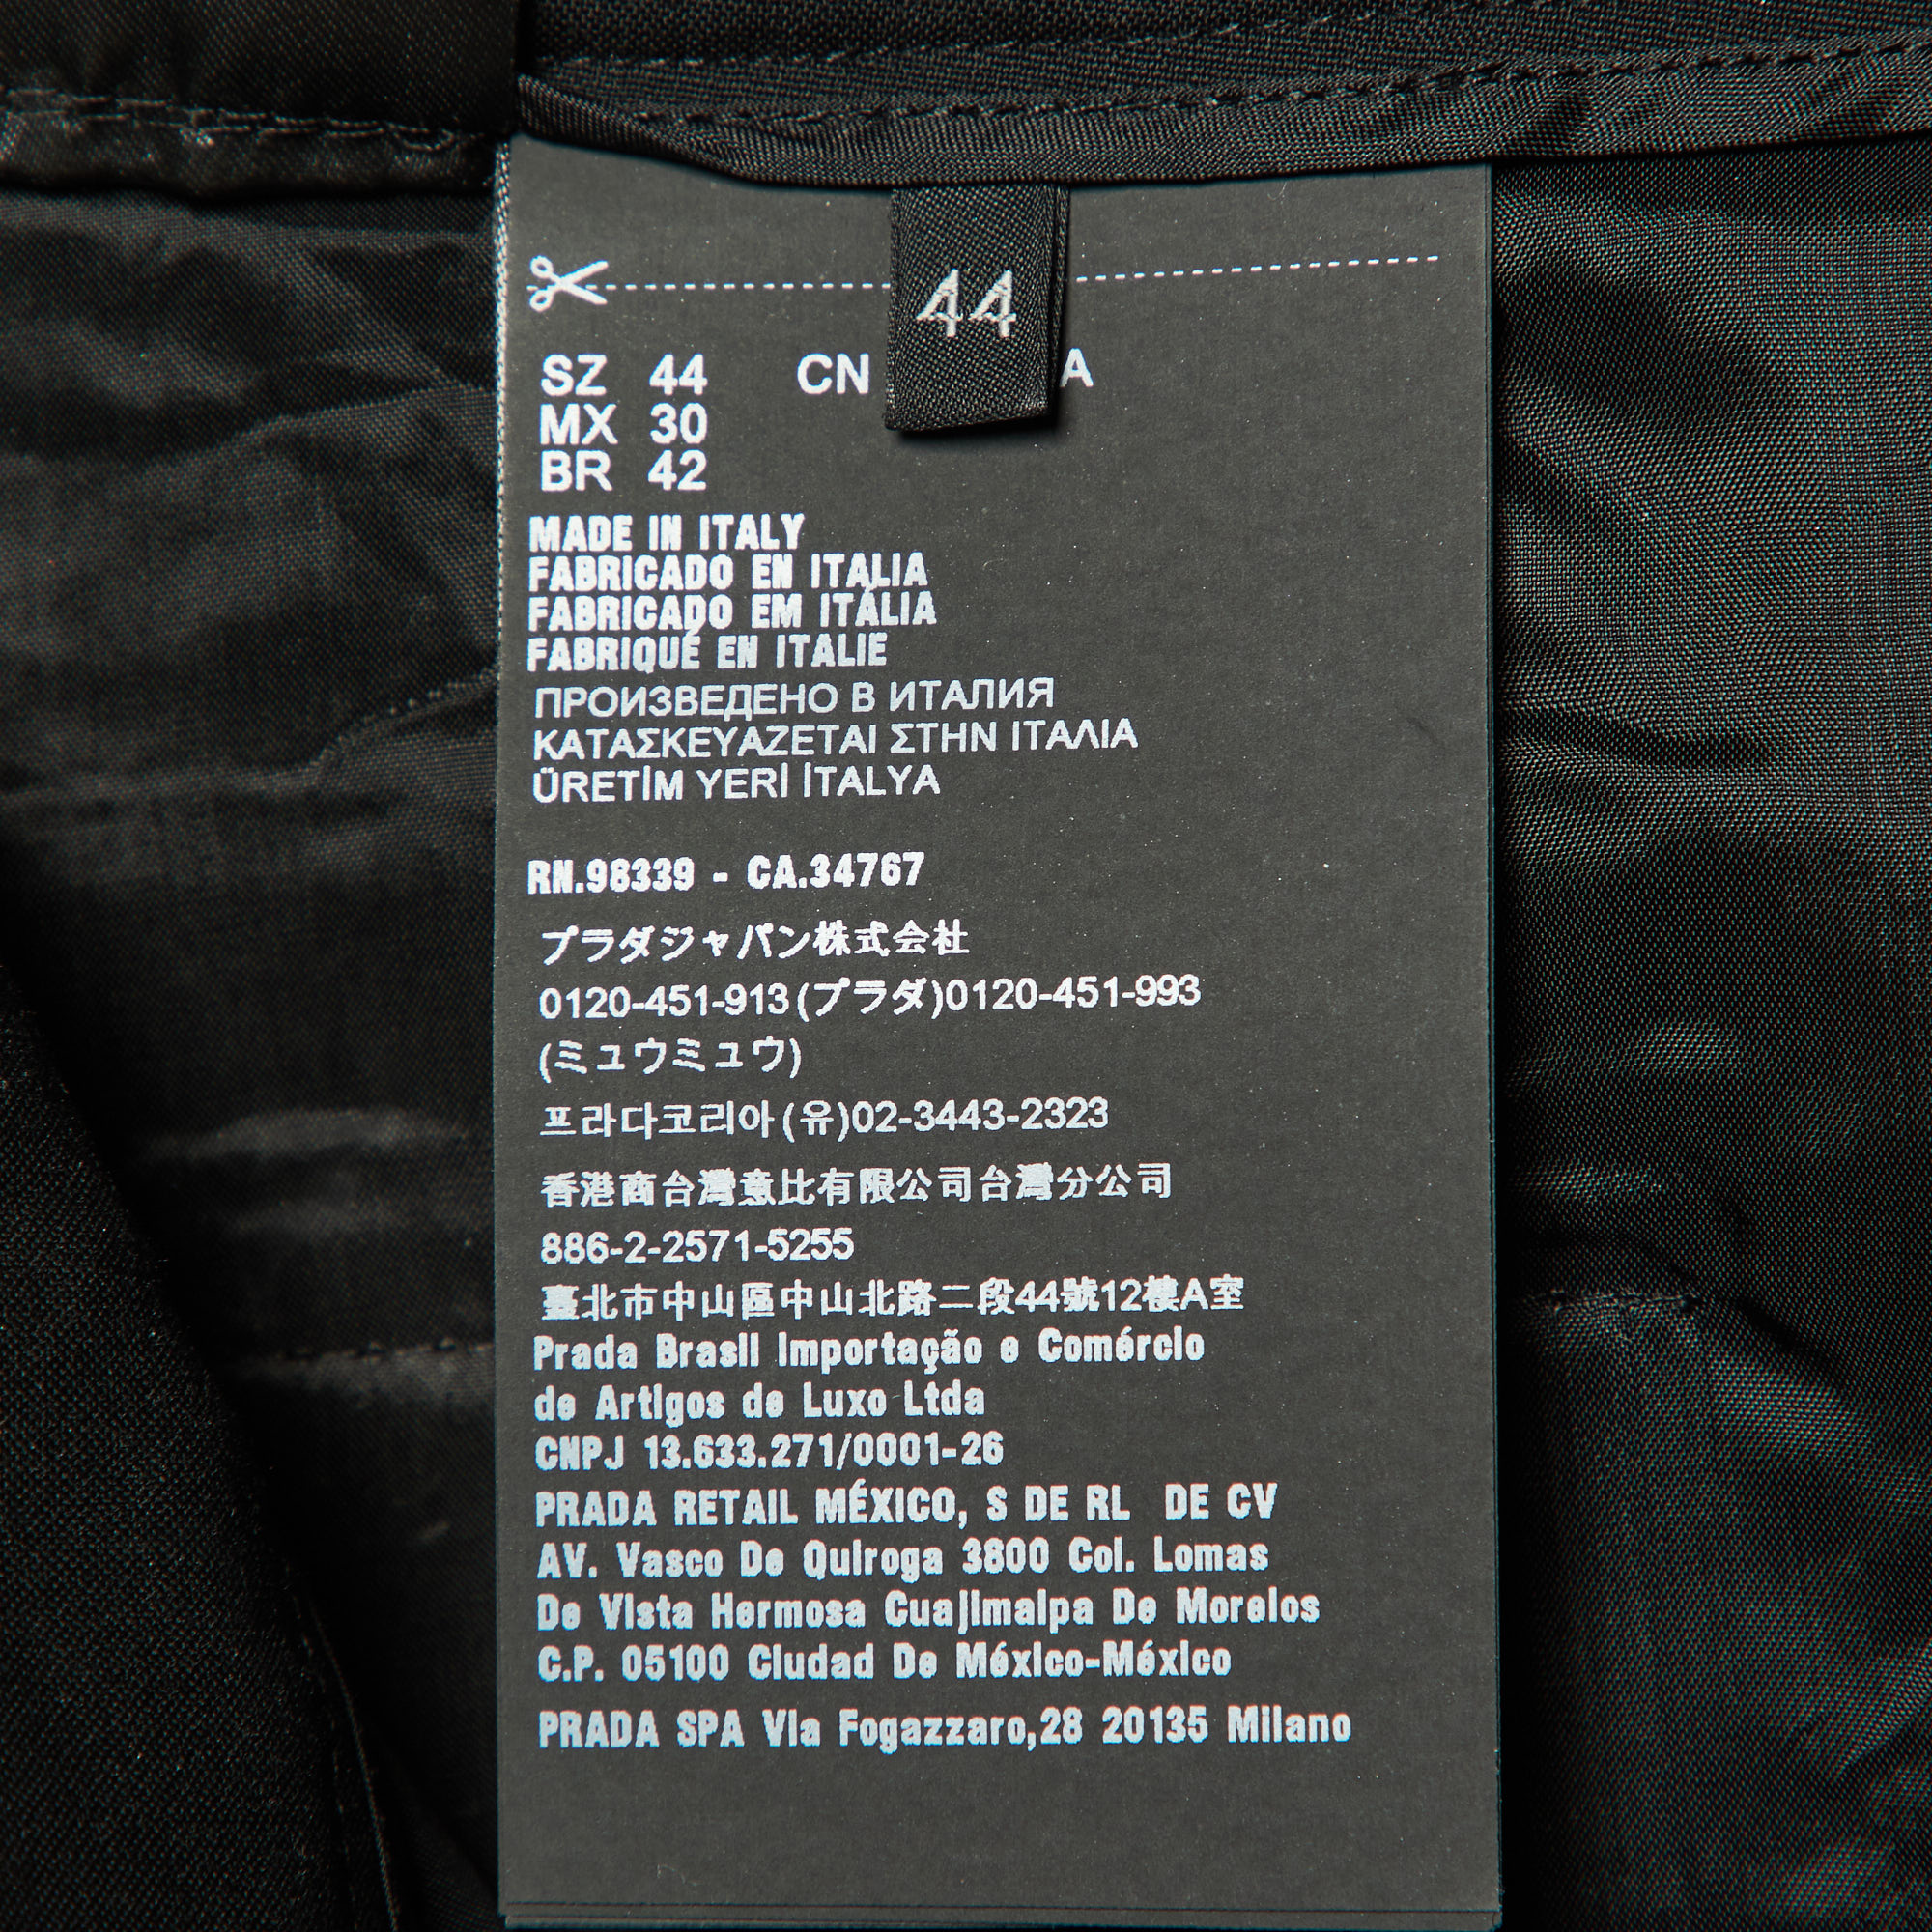 44
SZ 44 CN A
MX 30
BR 42
MADE IN ITALY
FABRICADO EN ITALIA
FABRICADO EM ITÁLIA
FABRIQUÉ EN ITALIE
ПРОИЗВЕДЕНО В ИТАЛИЯ
ΚΑΤΑΣΚΕΥΑΖΕΤΑΙ ΣΤΗΝ ΙΤΑΛΙΑ
ÜRETİM YERİ İTALYA
RN.98339 - CA.34767
プラダジャパン株式会社
0120-451-913(プラダ)0120-451-993
(ミュウミュウ)
프라다코리아(유)02-3443-2323
香港商台灣意比有限公司台灣分公司
886-2-2571-5255
臺北市中山區中山北路二段44號12樓A室
Prada Brasil Importação e Comércio
de Artigos de Luxo Ltda
CNPJ 13.633.271/0001-26
PRADA RETAIL MÉXICO, S DE RL DE CV
AV. Vasco De Quiroga 3800 Col. Lomas
De Vista Hermosa Cuajimalpa De Morelos
C.P. 05100 Ciudad De México-México
PRADA SPA Via Fogazzaro,28 20135 Milano